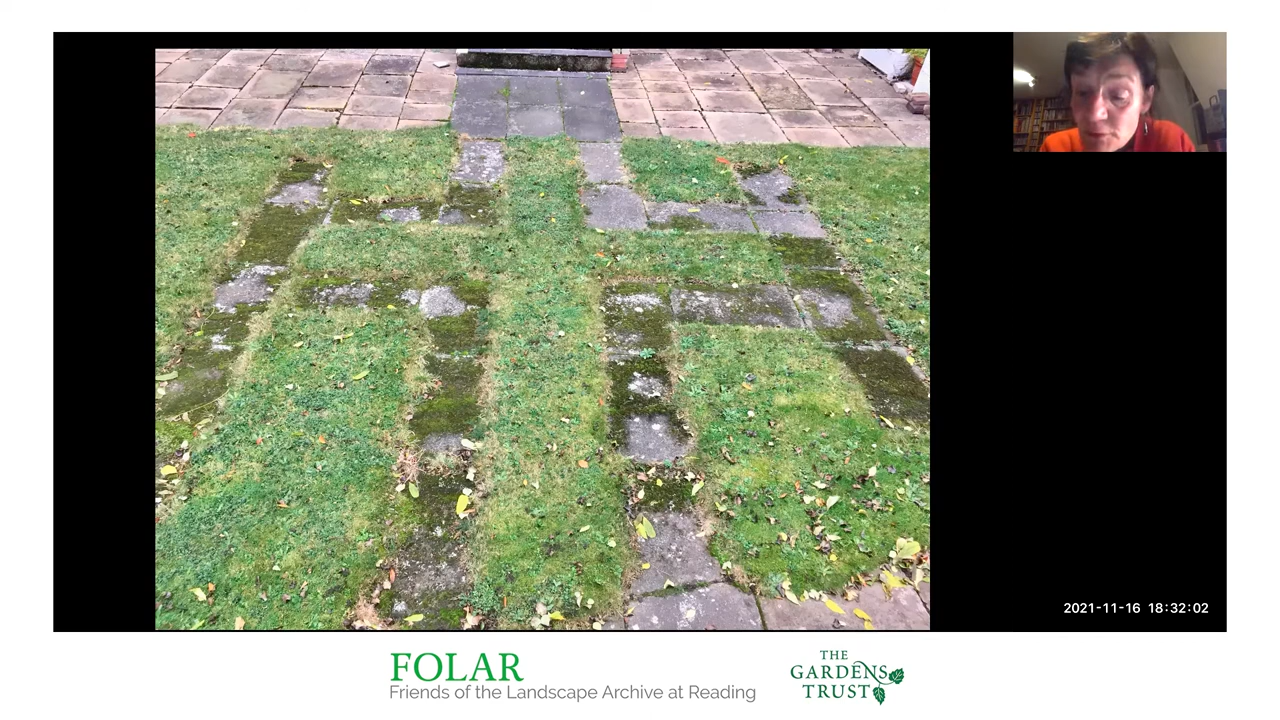 2021-11-16 18:32:02
FOLAR
Friends of the Landscape Archive at Reading
THE
GARDENS
TRUST